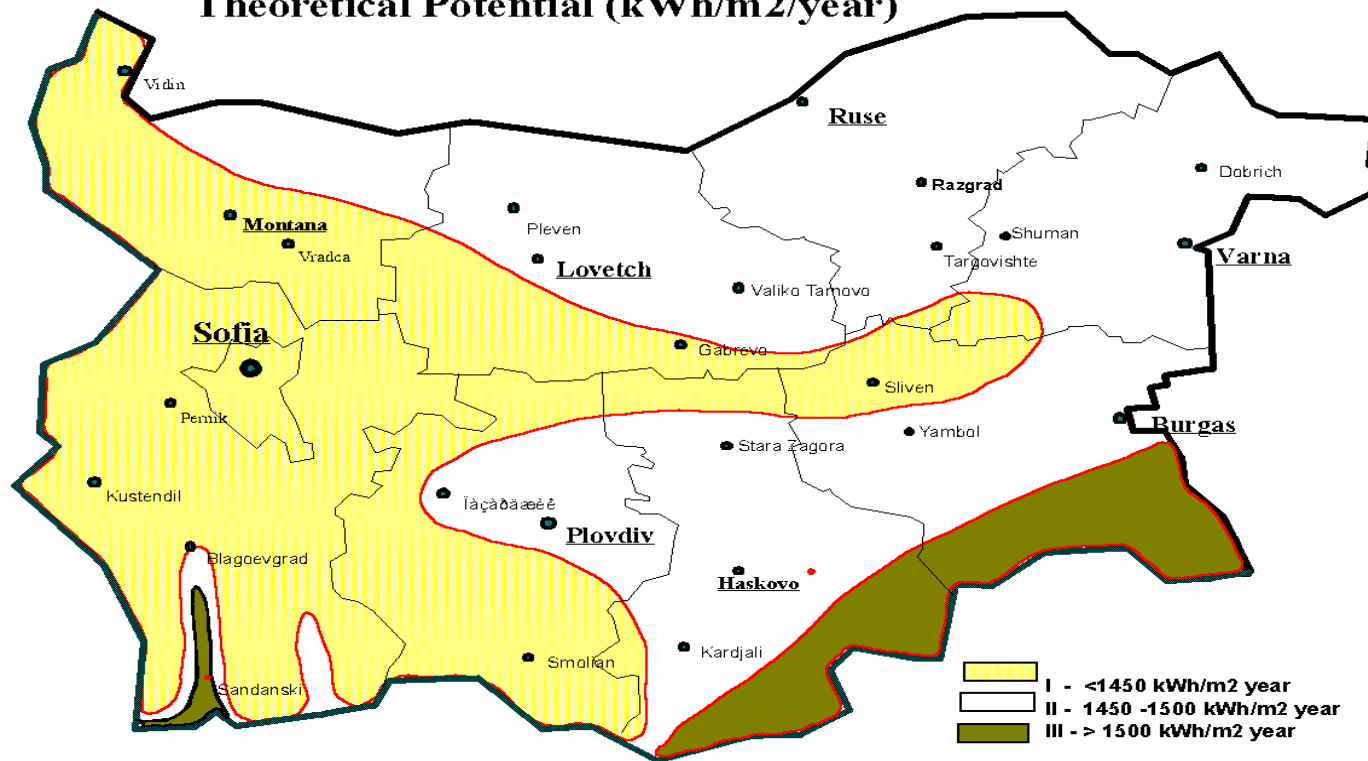 Theoretical Potential (kWh/m2/year)
Vidin
Ruse
Dobrich
Razgrad
Pleven
Montana
Shuman
Vradca
Targovishte
Varna
Lovetch
Valiko Tarnovo
Sofia
Gabrevo
Sliven
Pernik
Burgas
Yambol
Stara Zagora
Kustendil
Ïàçàðäæèê
Plovdiv
Blagoevgrad
Haskovo
Kardjali
Smolian
Sandanski
I - <1450 kWh/m2 year
II - 1450 -1500 kWh/m2 year
III - > 1500 kWh/m2 year